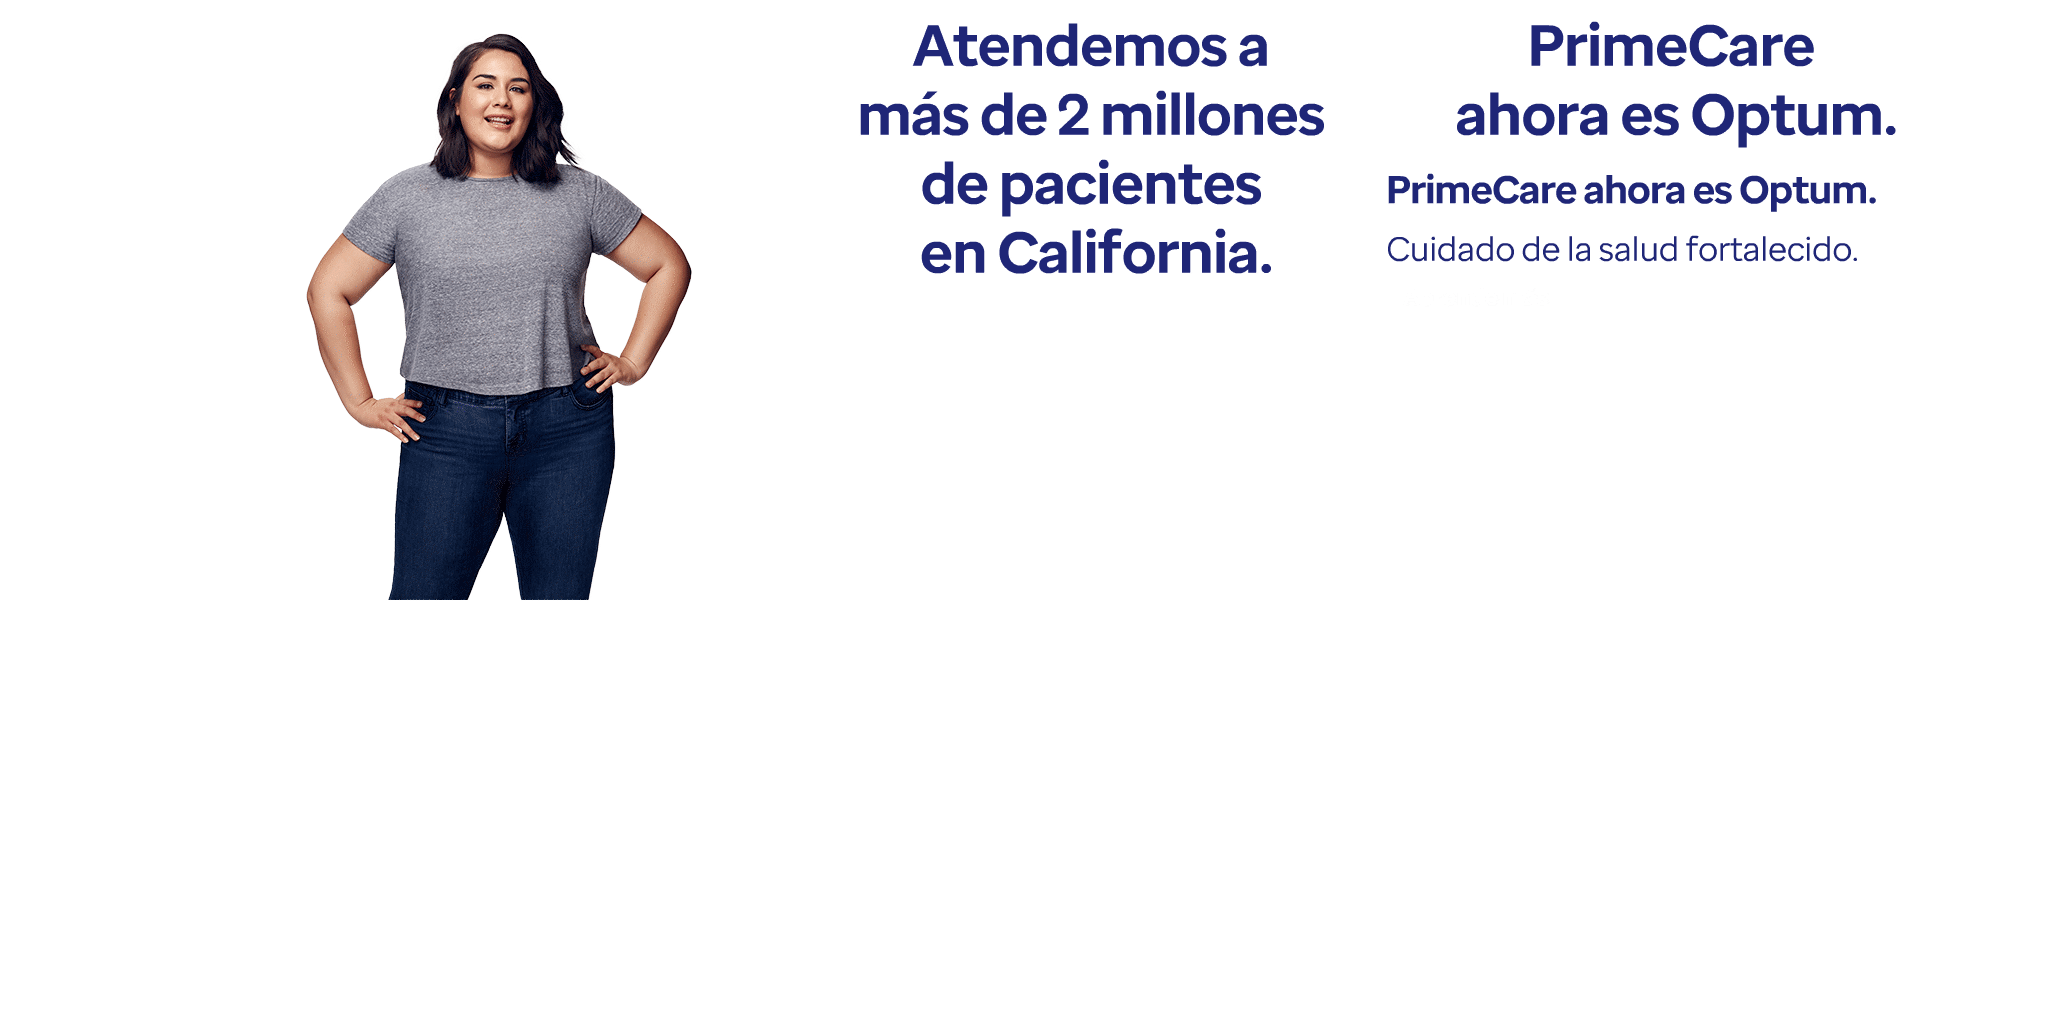 Atendemos a
más de 2 millones
de pacientes
en California.
PrimeCare
ahora es Optum.
PrimeCare ahora es Optum.
Cuidado de la salud fortalecido.